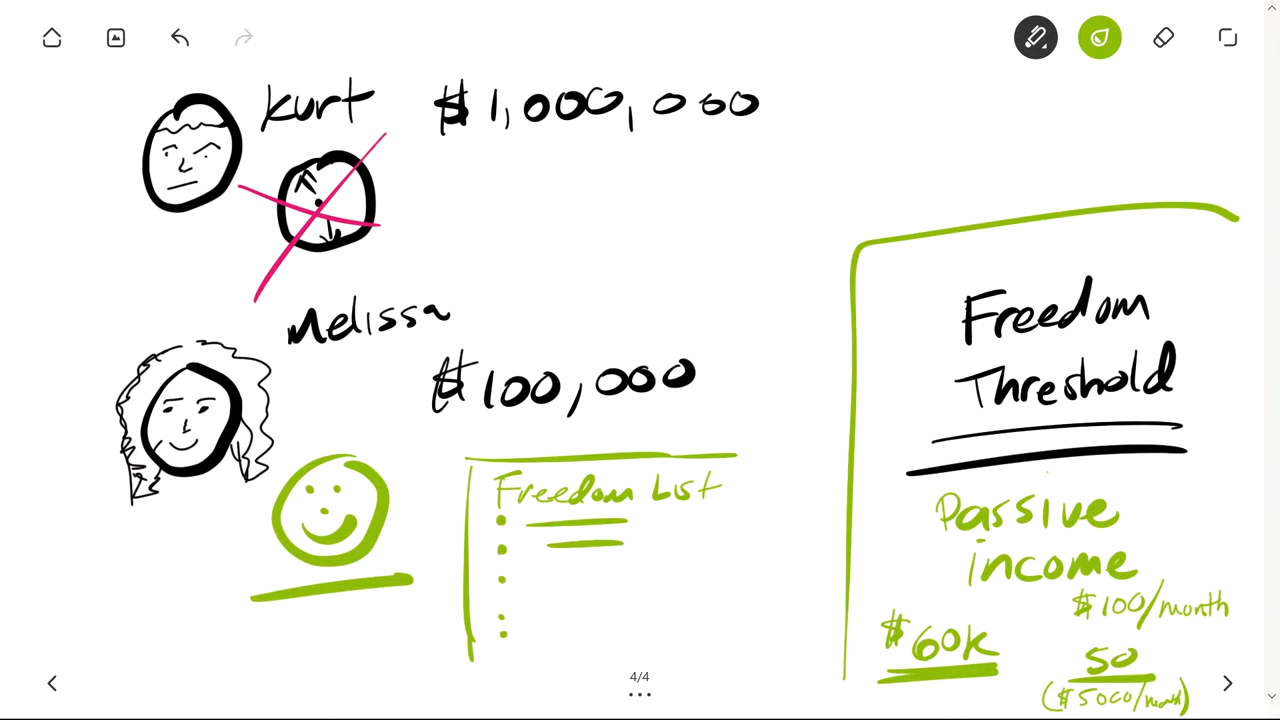 Kurt $1,000,000
Melissa
$100,000
Freedom List
Freedom
Threshold
Passive
income
$100/month
$60K
50
($5000/month)
4/4